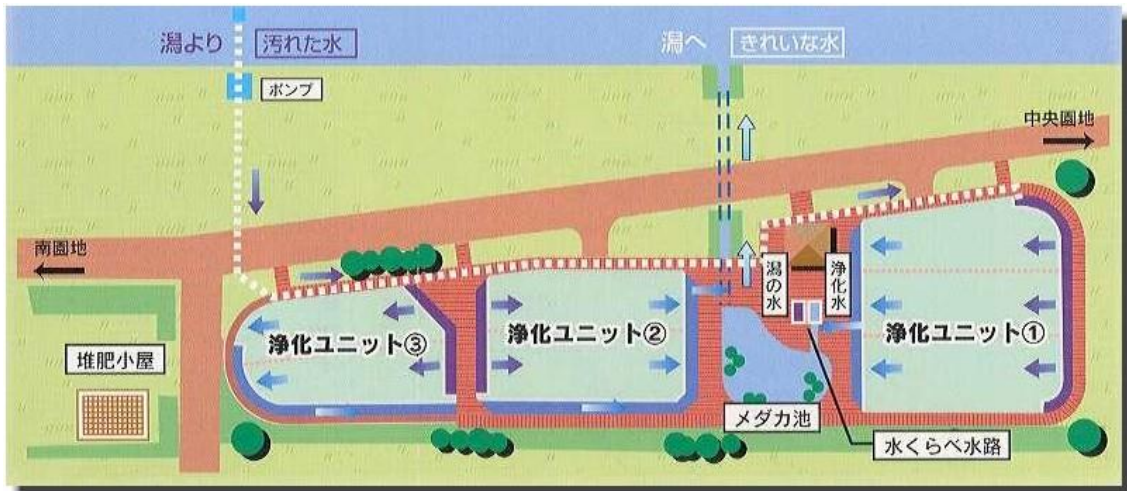 潟より 汚れた水
潟へ きれいな水
ポンプ
中央園地
南園地
潟の水
浄化水
浄化ユニット③
浄化ユニット②
浄化ユニット①
堆肥小屋
メダカ池
水くらべ水路